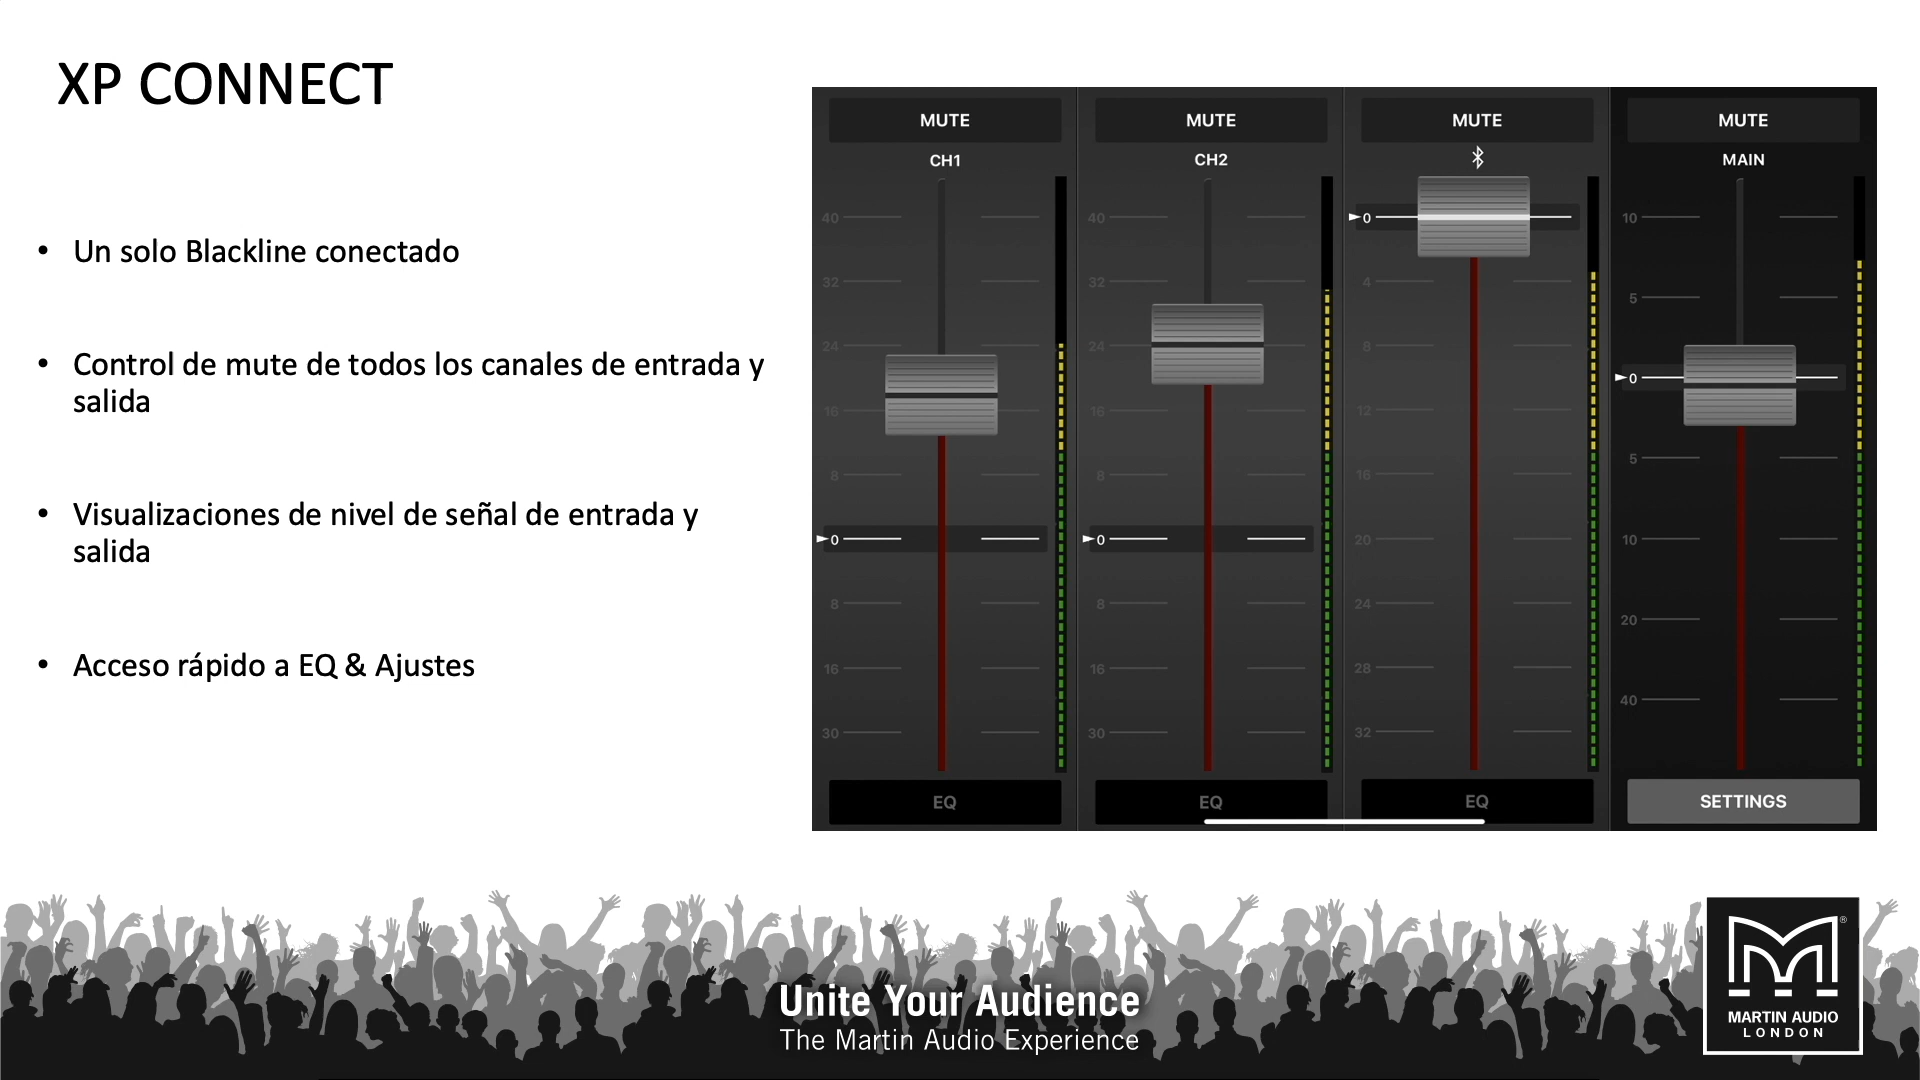 XP CONNECT
• Un solo Blackline conectado
• Control de mute de todos los canales de entrada y
salida
• Visualizaciones de nivel de señal de entrada y
salida
• Acceso rápido a EQ & Ajustes
MUTE
CH1
40
32
24
16
8
0
8
16
30
EQ
MUTE
CH2
40
32
24
16
8
0
8
16
30
EQ
MUTE
0
4
8
12
16
20
24
28
32
EQ
MUTE
MAIN
10
5
0
5
10
20
40
SETTINGS
Unite Your Audience
The Martin Audio Experience
®
MARTIN AUDIO
LONDON